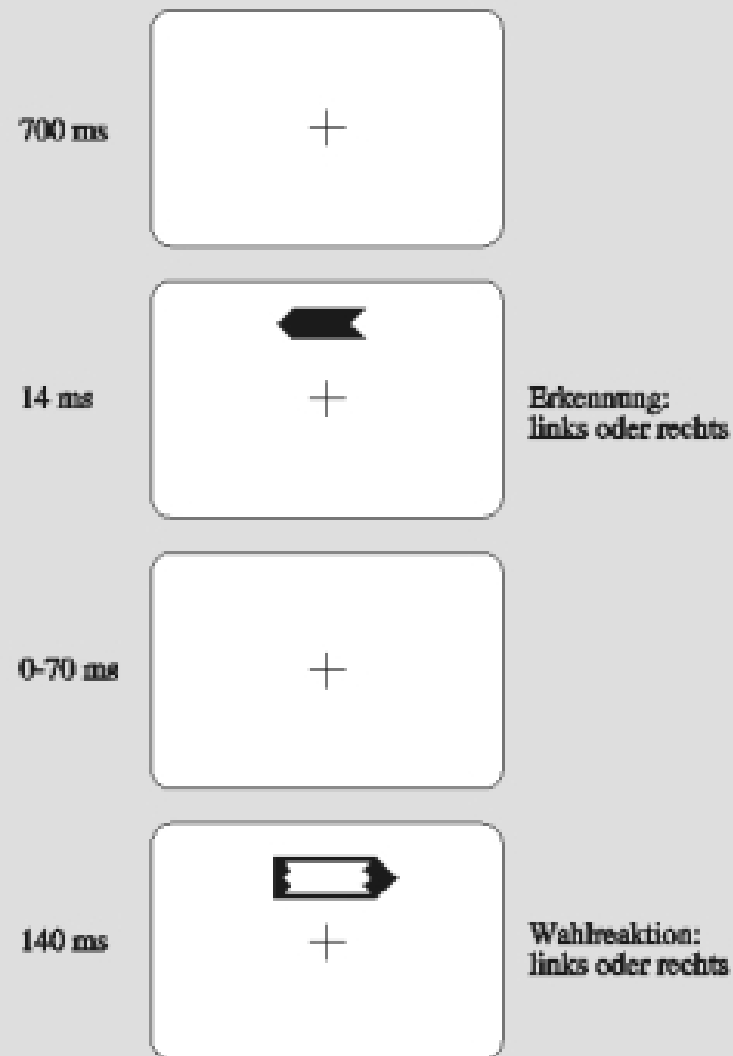 700 ms
14 ms
Erkennung:
links oder rechts
0-70 ms
140 ms
Wahlreaktion:
links oder rechts